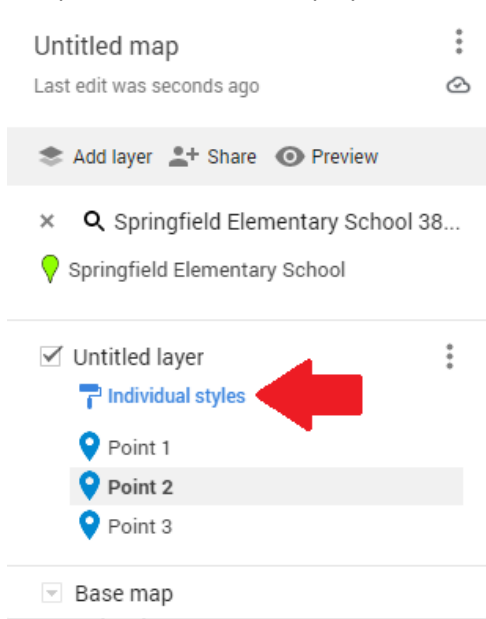 Untitled map
Last edit was seconds ago
Add layer Share Preview
Springfield Elementary School 38...
Springfield Elementary School
Untitled layer
Individual styles
Point 1
Point 2
Point 3
Base map